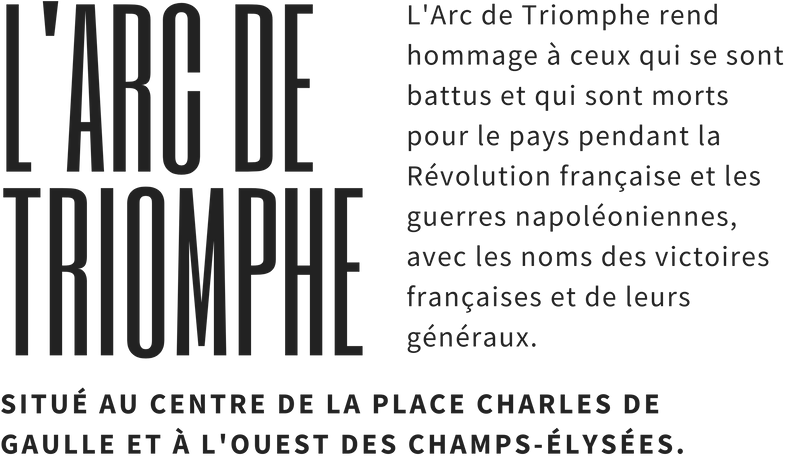 L'ARC DE
TRIOMPHE
L'Arc de Triomphe rend
hommage à ceux qui se sont
battus et qui sont morts
pour le pays pendant la
Révolution française et les
guerres napoléoniennes,
avec les noms des victoires
françaises et de leurs
généraux.
SITUÉ AU CENTRE DE LA PLACE CHARLES DE
GAULLE ET À L'OUEST DES CHAMPS-ÉLYSÉES.